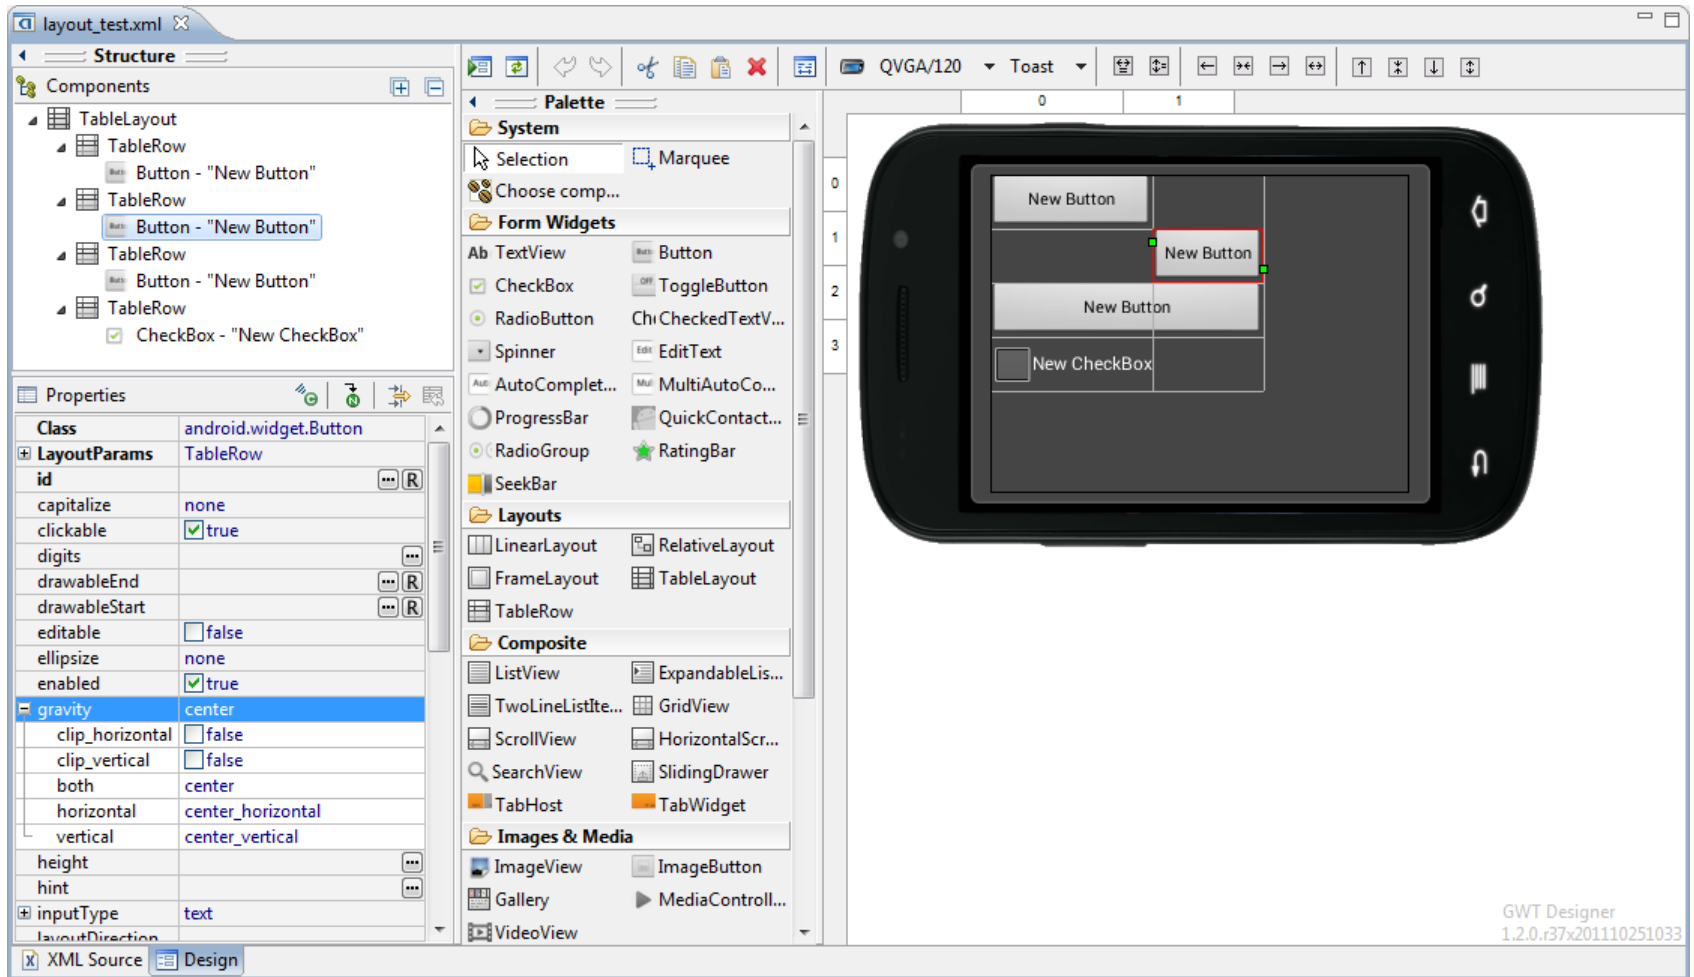 layout_test.xml
Structure
Components
TableLayout
TableRow
Button - "New Button"
TableRow
Button - "New Button"
TableRow
Button - "New Button"
TableRow
CheckBox - "New CheckBox"
Properties
Class android.widget.Button
LayoutParams TableRow
id R
capitalize none
clickable true
digits
drawableEnd R
drawableStart R
editable false
ellipsize none
enabled true
gravity center
clip_horizontal false
clip_vertical false
both center
horizontal center_horizontal
vertical center_vertical
height
hint
inputType text
layoutDirection
XML Source Design
QVGA/120 Toast
Palette
System
Selection Marquee
Choose comp...
Form Widgets
Ab TextView Button
CheckBox ToggleButton
RadioButton CheckedTextV...
Spinner EditText
AutoComplet... MultiAutoCo...
ProgressBar QuickContact...
RadioGroup RatingBar
SeekBar
Layouts
LinearLayout RelativeLayout
FrameLayout TableLayout
TableRow
Composite
ListView ExpandableLis...
TwoLineListIte... GridView
ScrollView HorizontalScr...
SearchView SlidingDrawer
TabHost TabWidget
Images & Media
ImageView ImageButton
Gallery MediaControll...
VideoView
0 1
0
1
2
3
New Button
New Button
New Button
New CheckBox
GWT Designer
1.2.0.r37x201110251033